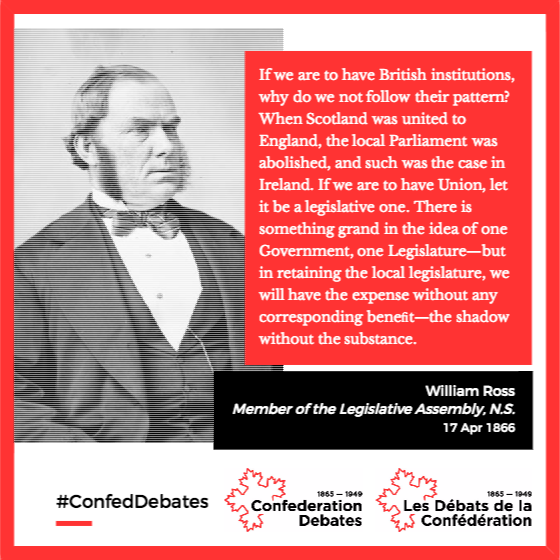 If we are to have British institutions,
why do we not follow their pattern?
When Scotland was united to
England, the local Parliament was
abolished, and such was the case in
Ireland. If we are to have Union, let
it be a legislative one. There is
something grand in the idea of one
Government, one Legislature—but
in retaining the local legislature, we
will have the expense without any
corresponding benefit—the shadow
without the substance.
William Ross
Member of the Legislative Assembly, N.S.
17 Apr 1866
#ConfedDebates
1865 — 1949
Confederation
Debates
1865 — 1949
Les Débats de la
Confédération